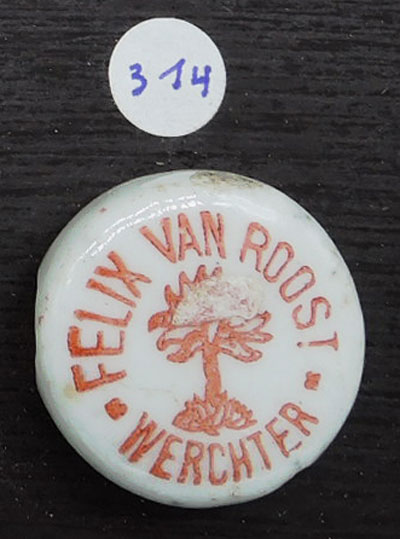 314
FELIX VAN ROOST
WERCHTER